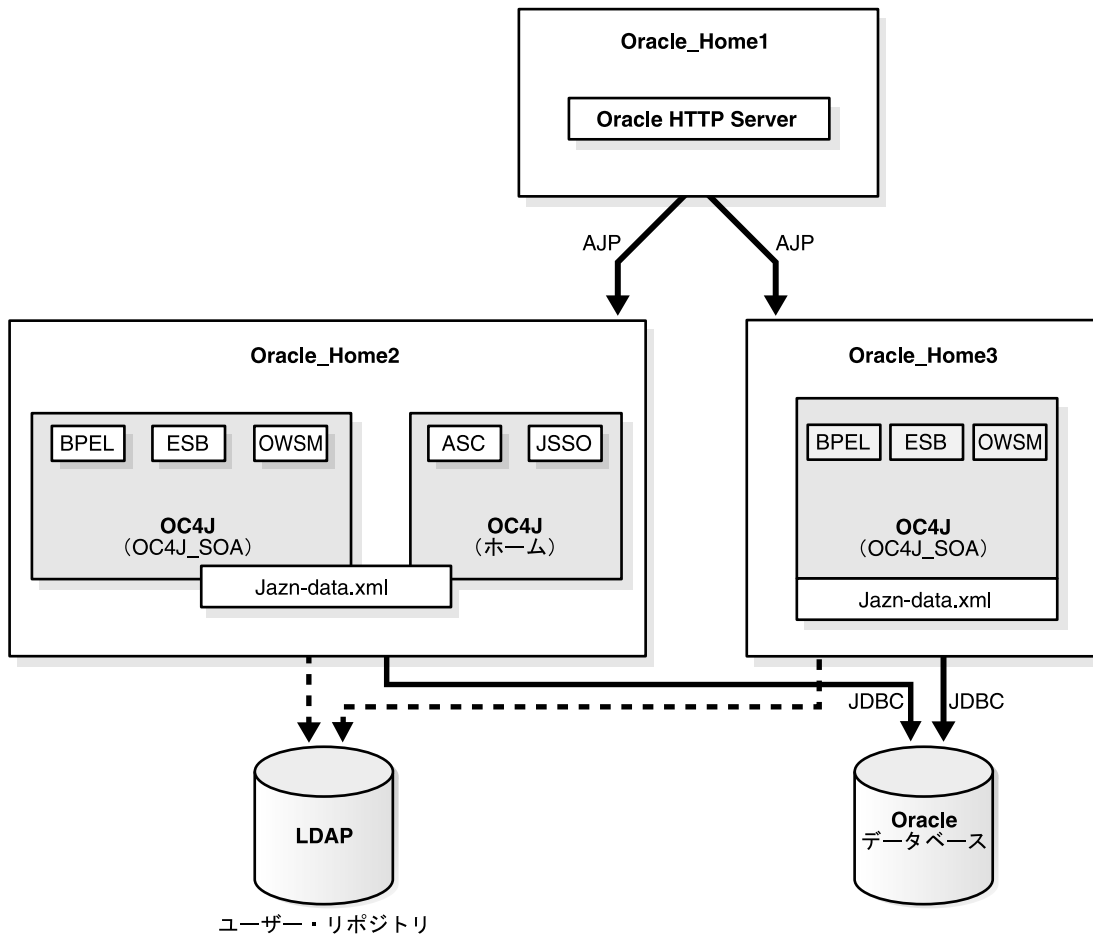 Oracle_Home1
Oracle HTTP Server
AJP
AJP
Oracle_Home2
BPEL
ESB
OWSM
OC4J
（OC4J_SOA）
ASC
JSSO
OC4J
（ホーム）
Jazn-data.xml
Oracle_Home3
BPEL
ESB
OWSM
OC4J
（OC4J_SOA）
Jazn-data.xml
JDBC
JDBC
LDAP
ユーザー・リポジトリ
Oracle
データベース